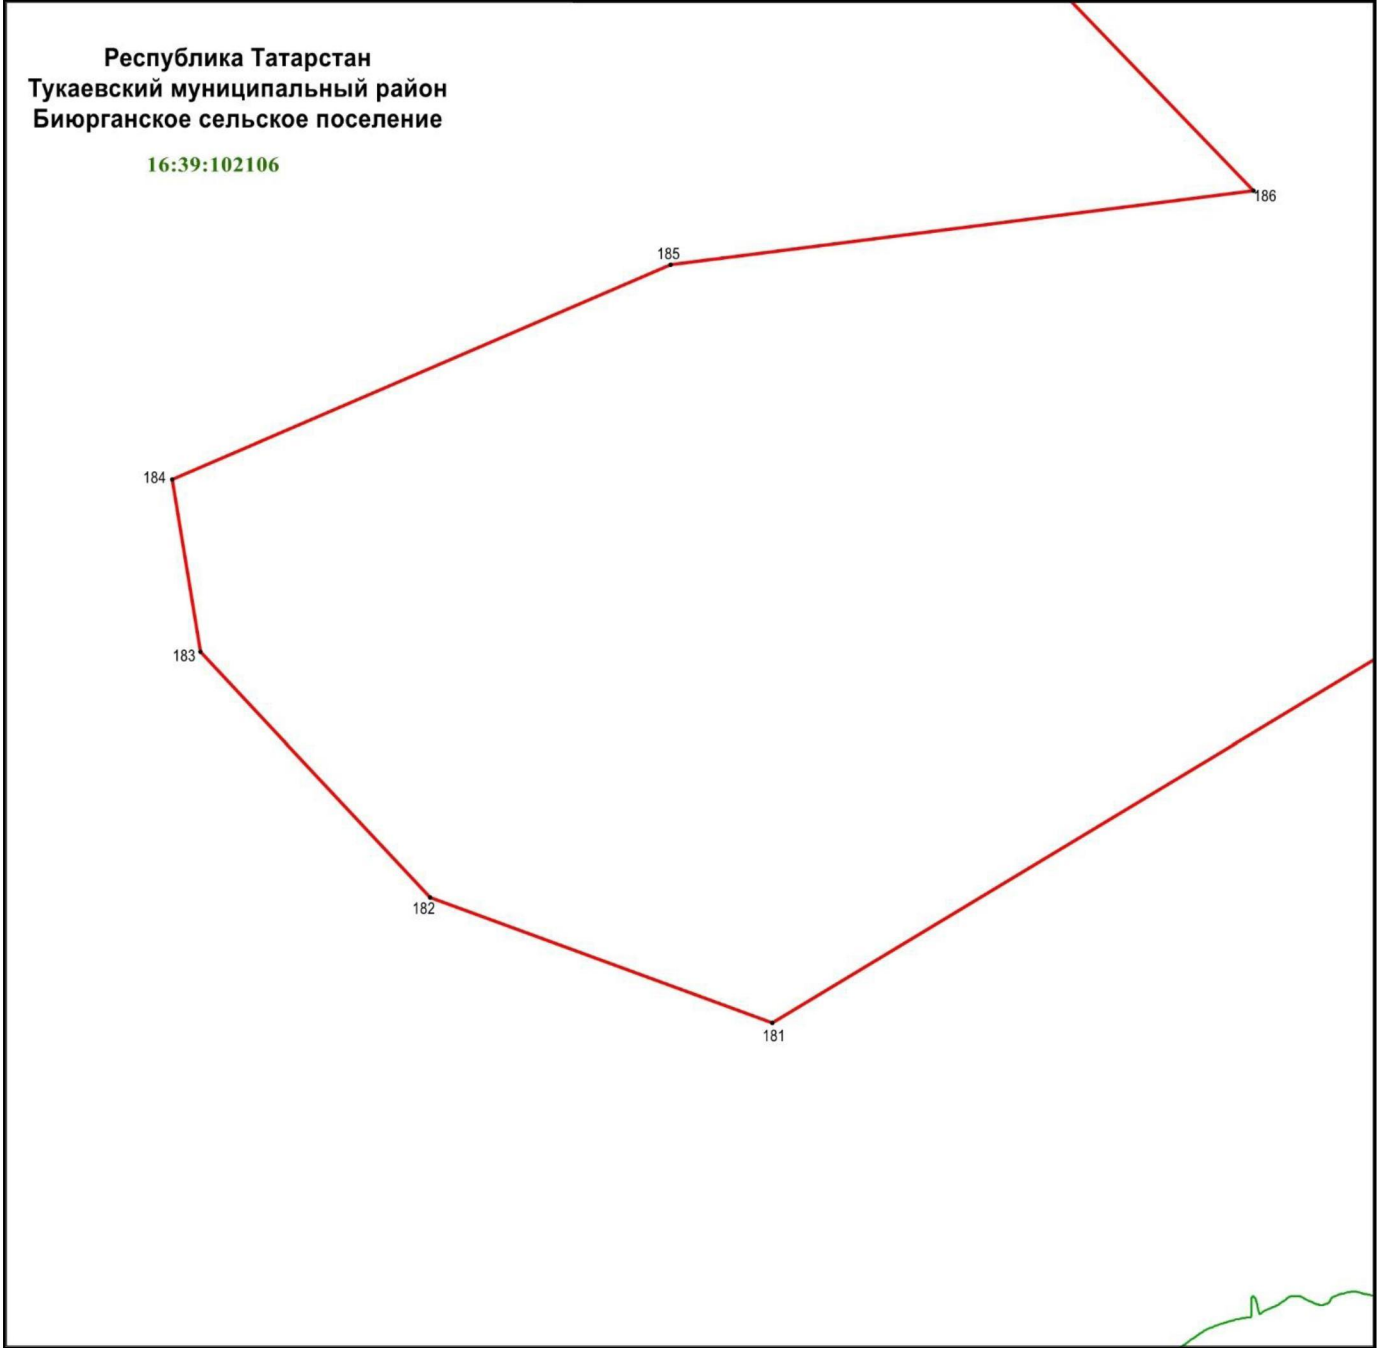 Республика Татарстан
Тукаевский муниципальный район
Биюрганское сельское поселение
16:39:102106
186
185
184
183
182
181